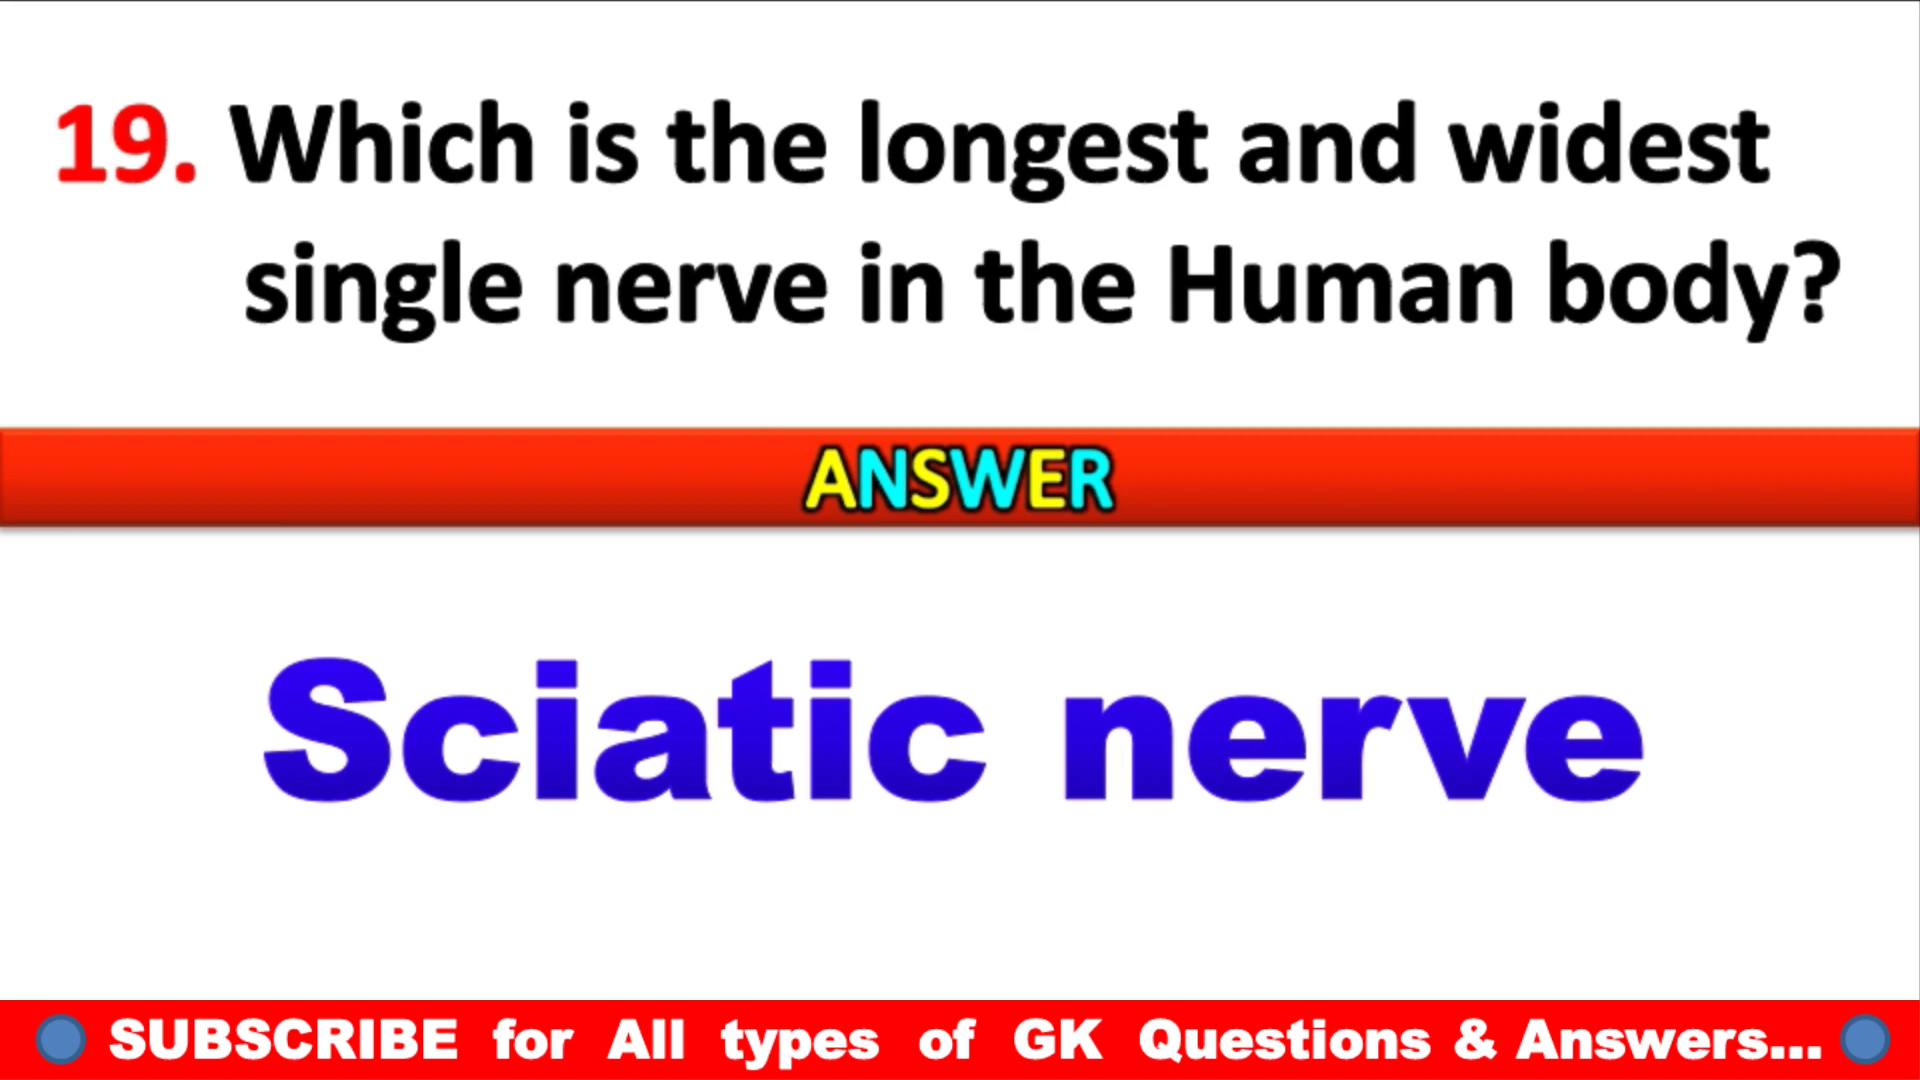 19. Which is the longest and widest
single nerve in the Human body?
ANSWER
Sciatic nerve
SUBSCRIBE for All types of GK Questions & Answers...